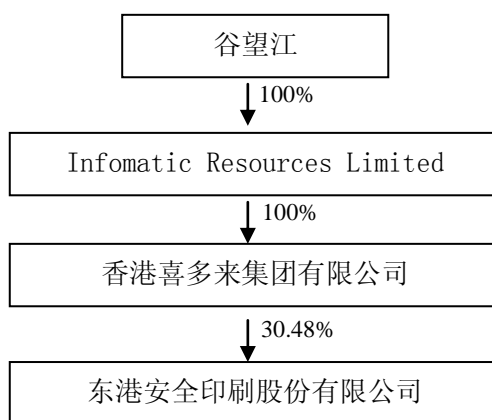 谷望江
100%
Infomatic Resources Limited
100%
香港喜多来集团有限公司
30.48%
东港安全印刷股份有限公司